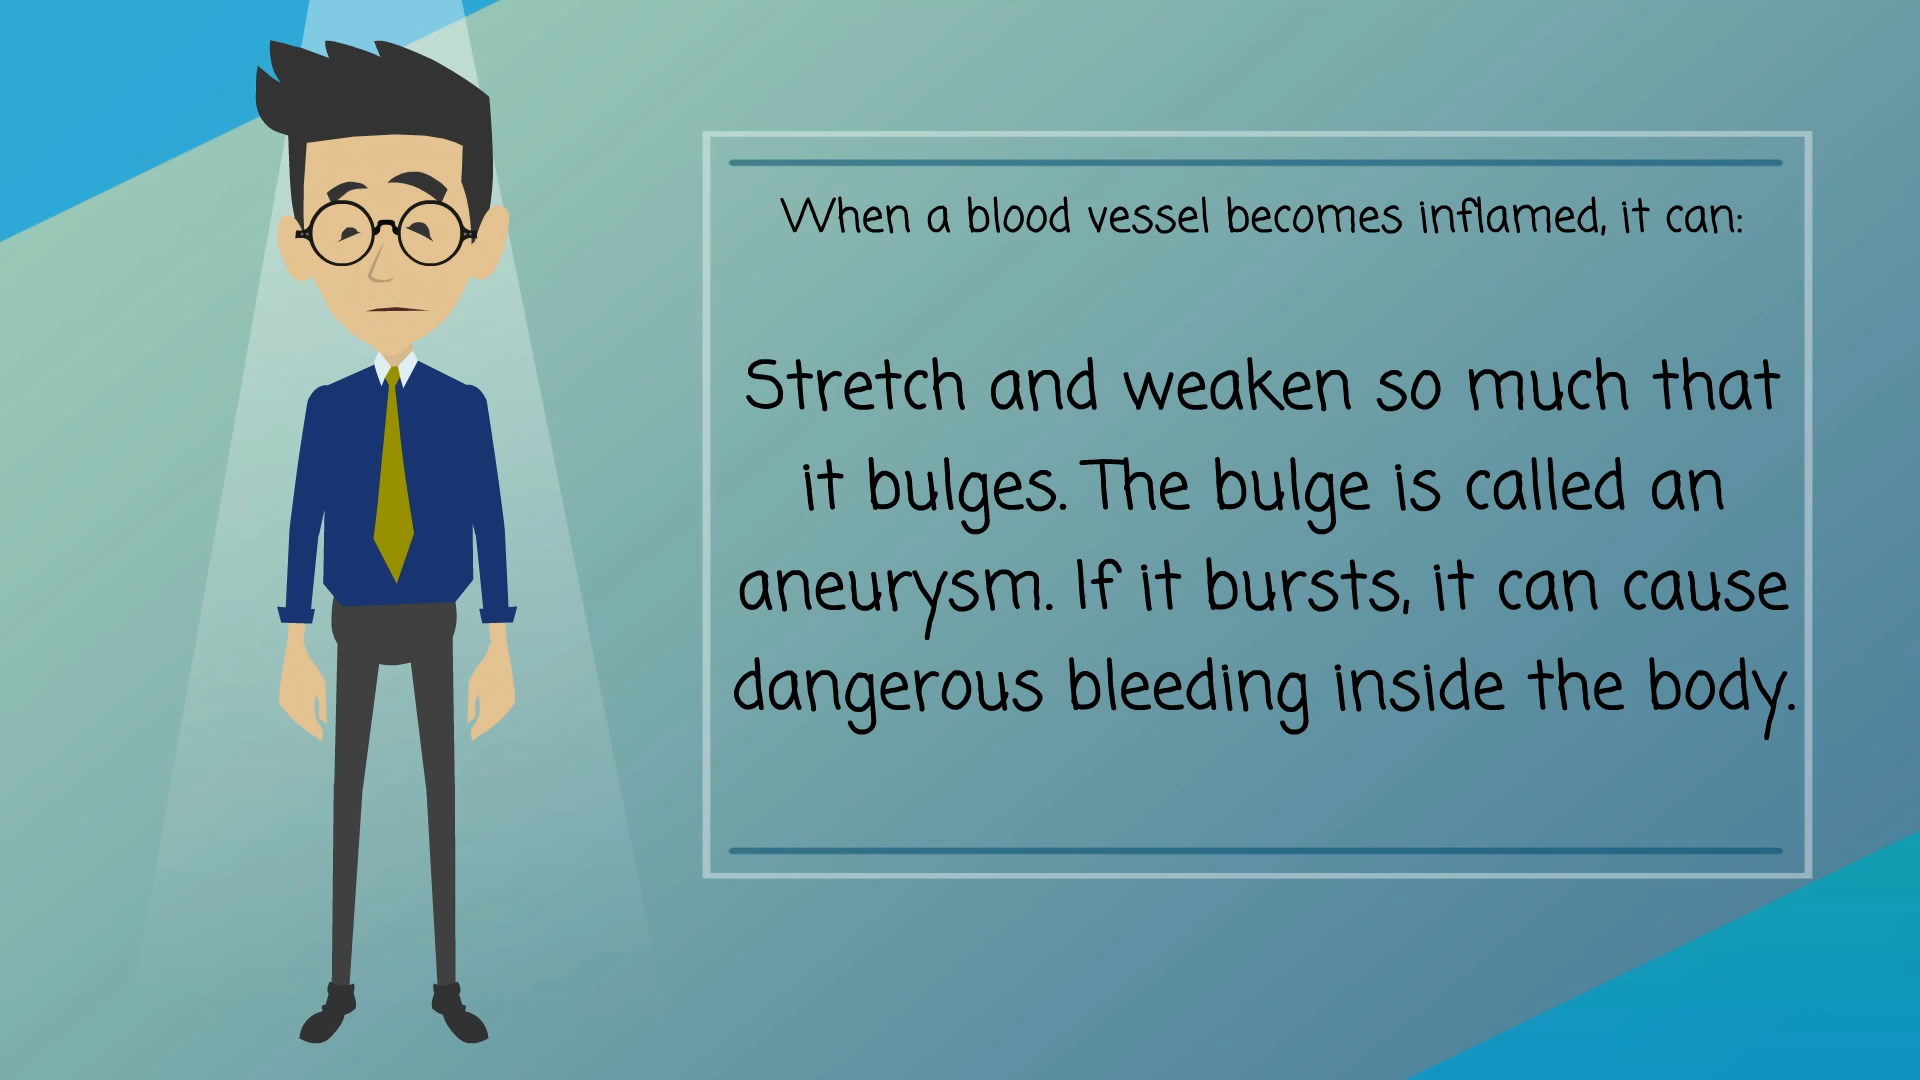 When a blood vessel becomes inflamed, it can:
Stretch and weaken so much that
it bulges. The bulge is called an
aneurysm. If it bursts, it can cause
dangerous bleeding inside the body.